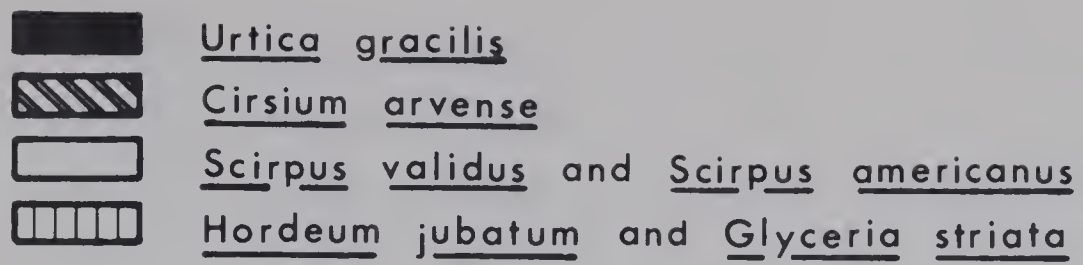 Urtica gracilis
Cirsium arvense
Scirpus validus and Scirpus americanus
Hordeum jubatum and Glyceria striata